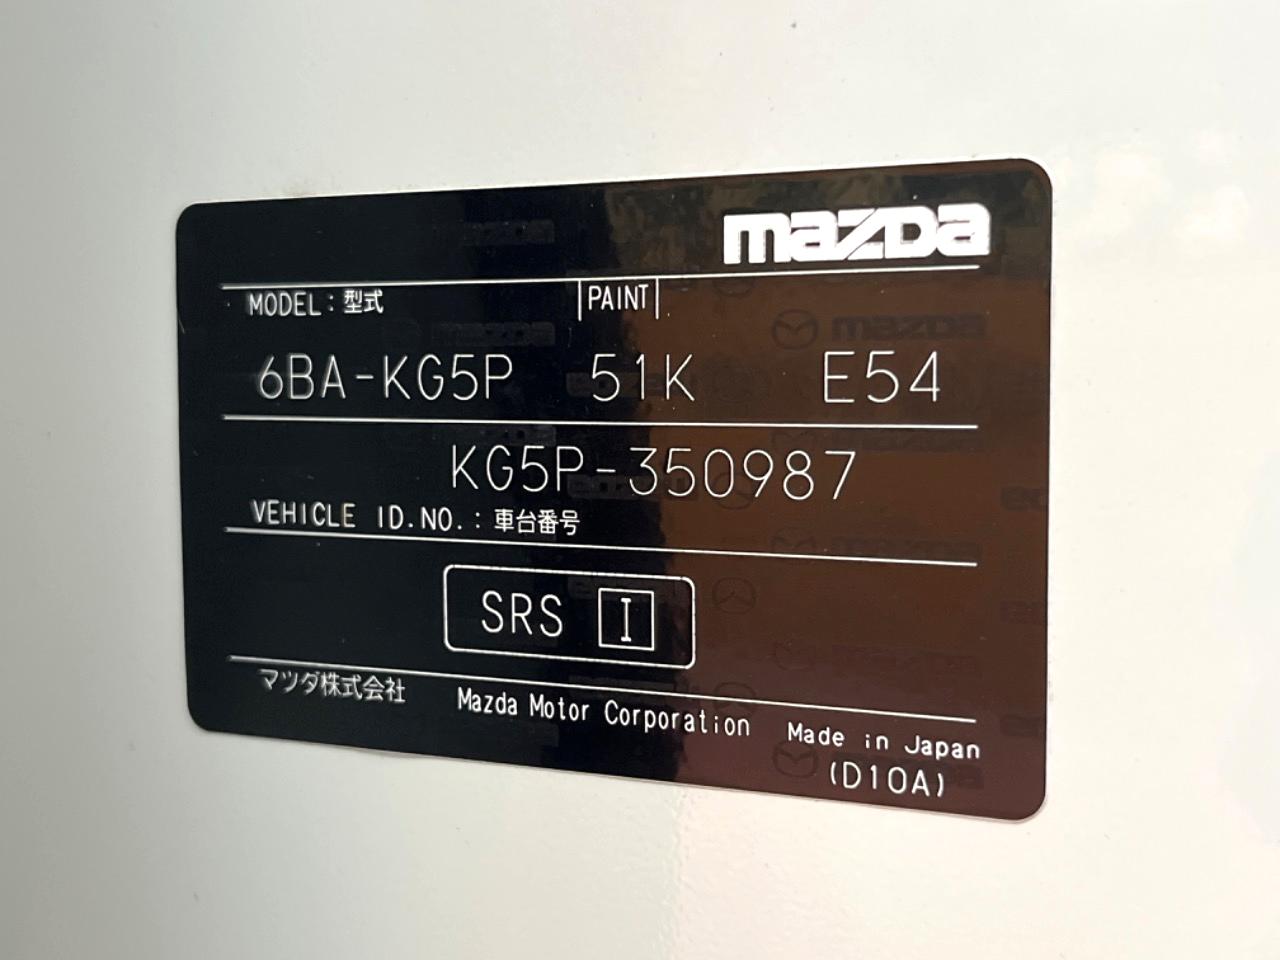 mazda
MODEL:型式 PAINT
6BA-KG5P 51K E54
KG5P-350987
VEHICLE ID.NO.:車台番号
SRS I
マツダ株式会社 Mazda Motor Corporation Made in Japan
(D10A)